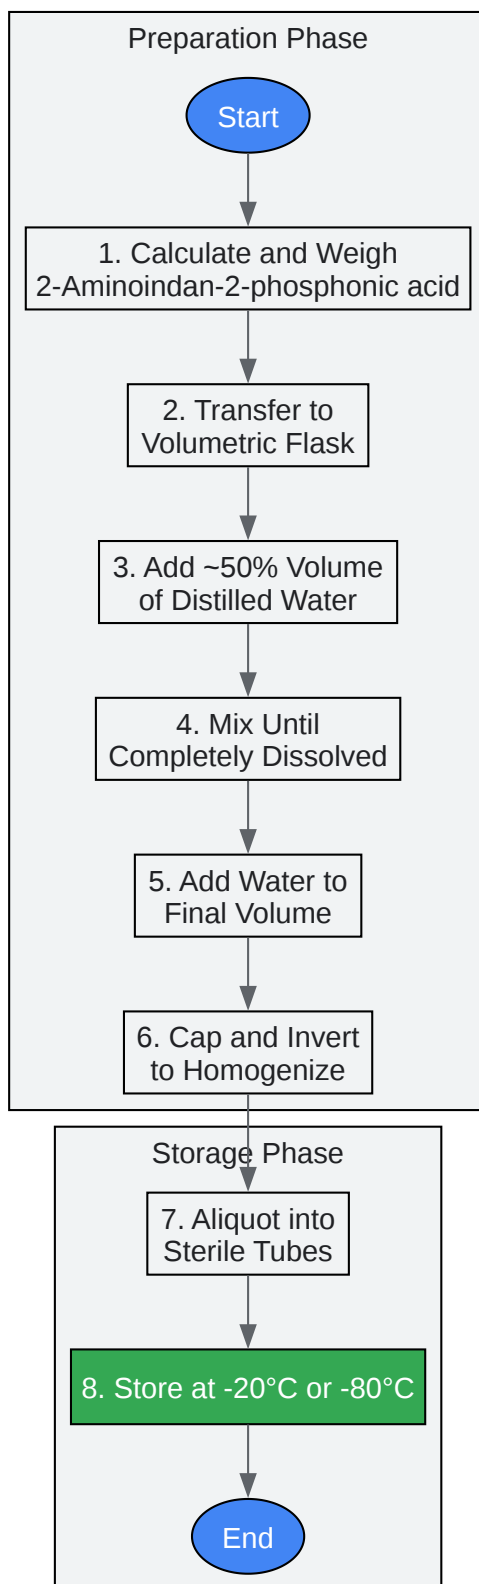 Preparation Phase
Start
1. Calculate and Weigh
2-Aminoindan-2-phosphonic acid
2. Transfer to
Volumetric Flask
3. Add ~50% Volume
of Distilled Water
4. Mix Until
Completely Dissolved
5. Add Water to
Final Volume
6. Cap and Invert
to Homogenize
Storage Phase
7. Aliquot into
Sterile Tubes
8. Store at -20°C or -80°C
End